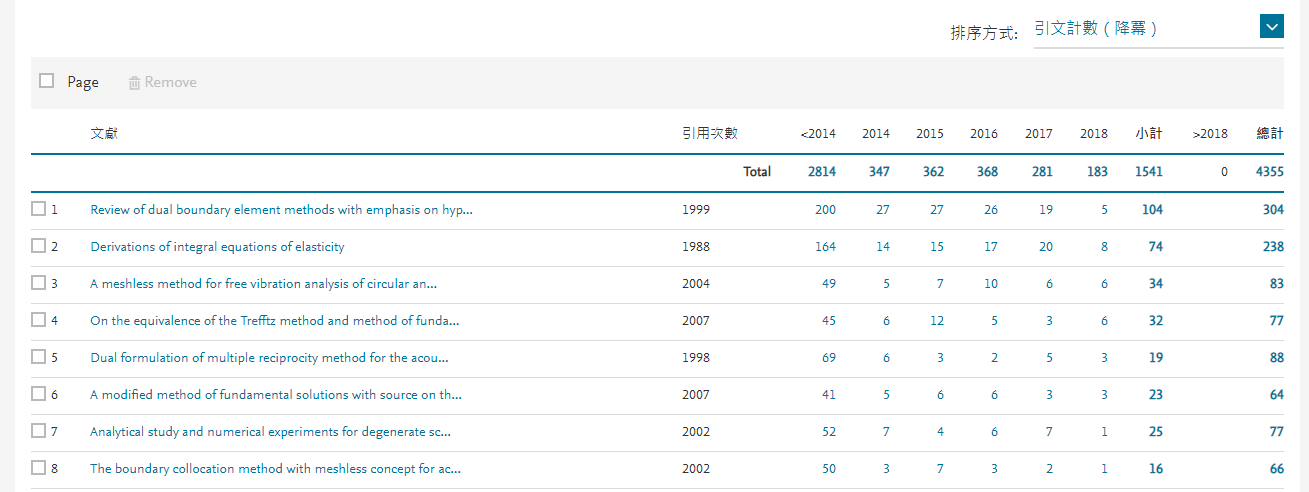 排序方式: 引文計數 ( 降冪 )
Page Remove
文獻 引用次數 <2014 2014 2015 2016 2017 2018 小計 >2018 總計
Total 2814 347 362 368 281 183 1541 0 4355
1 Review of dual boundary element methods with emphasis on hyp... 1999 200 27 27 26 19 5 104 304
2 Derivations of integral equations of elasticity 1988 164 14 15 17 20 8 74 238
3 A meshless method for free vibration analysis of circular an... 2004 49 5 7 10 6 6 34 83
4 On the equivalence of the Trefftz method and method of funda... 2007 45 6 12 5 3 6 32 77
5 Dual formulation of multiple reciprocity method for the acou... 1998 69 6 3 2 5 3 19 88
6 A modified method of fundamental solutions with source on th... 2007 41 5 6 6 3 3 23 64
7 Analytical study and numerical experiments for degenerate sc... 2002 52 7 4 6 7 1 25 77
8 The boundary collocation method with meshless concept for ac... 2002 50 3 7 3 2 1 16 66